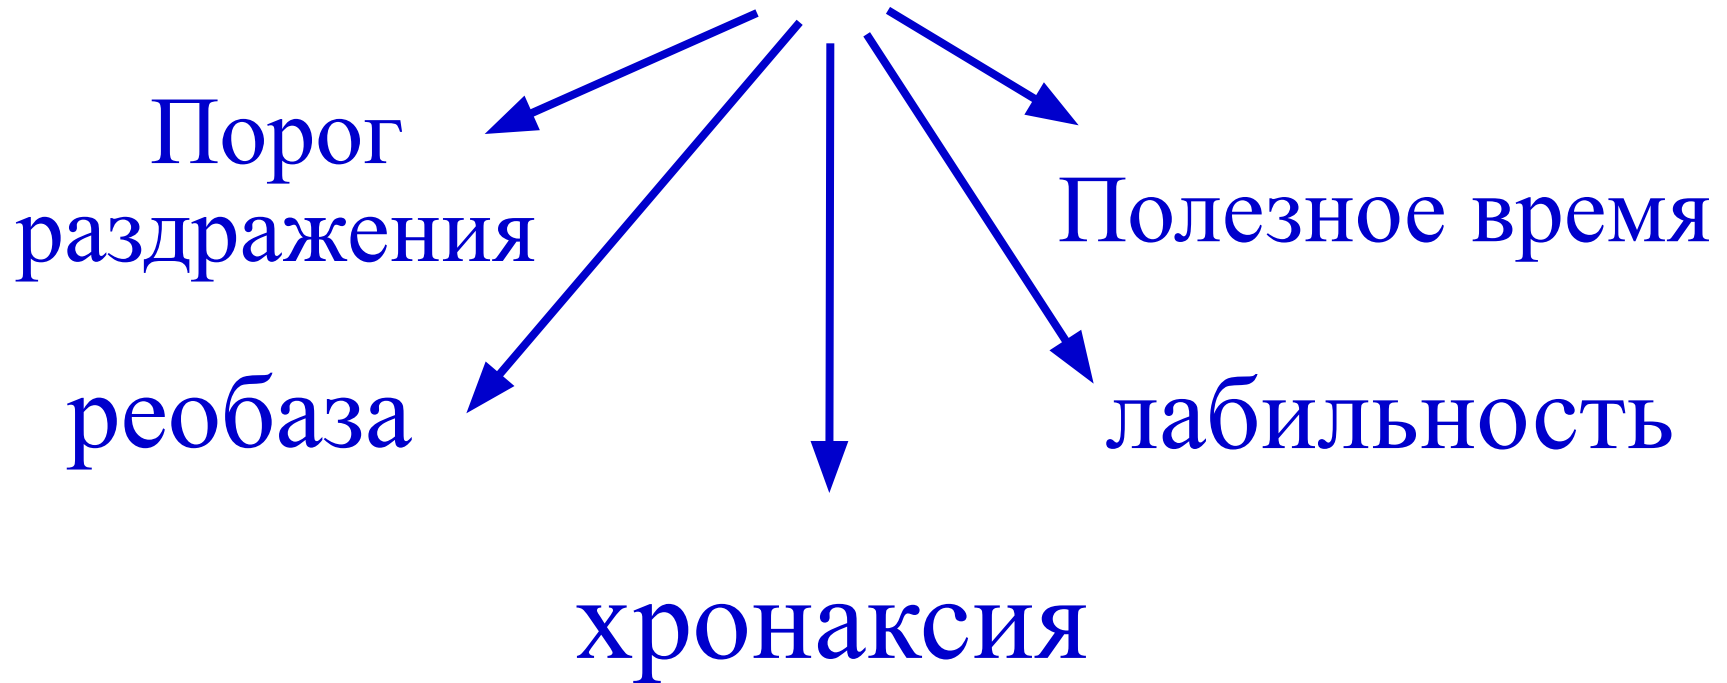 Порог
раздражения
Полезное время
реобаза
лабильность
хронаксия